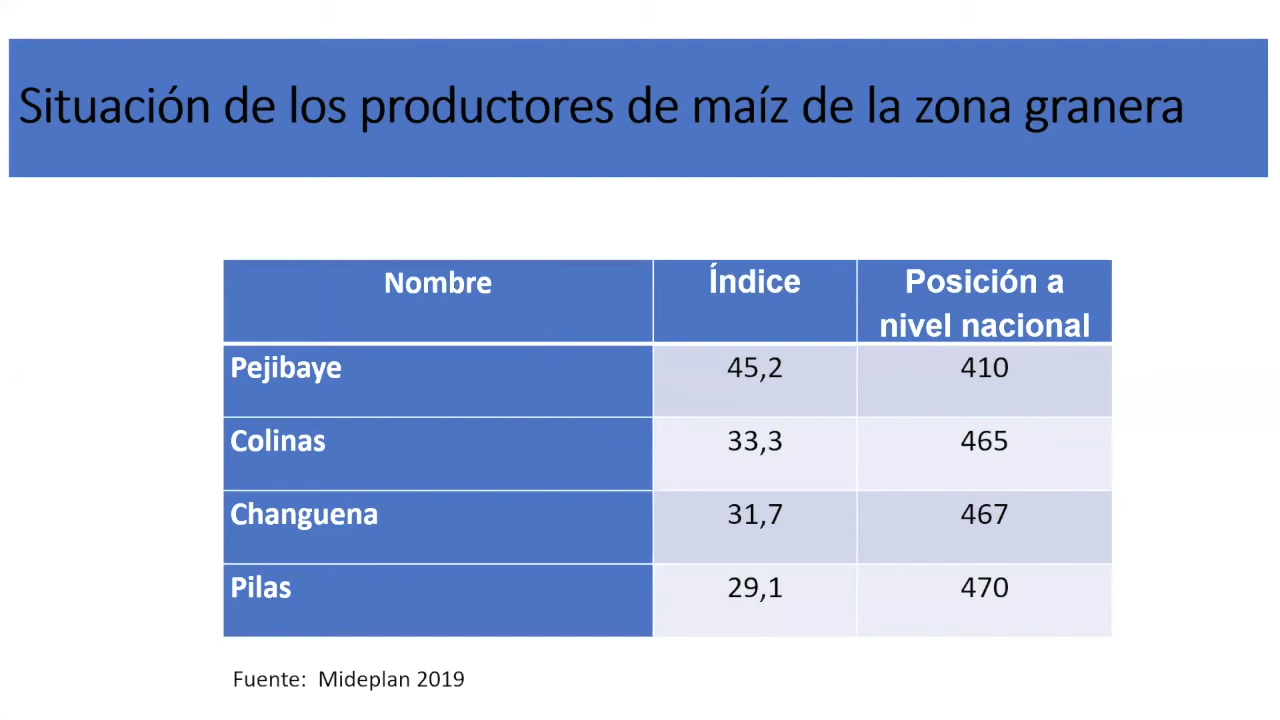 Situación de los productores de maíz de la zona granera
Nombre Índice Posición a
nivel nacional
Pejibaye 45,2 410
Colinas 33,3 465
Changuena 31,7 467
Pilas 29,1 470
Fuente: Mideplan 2019